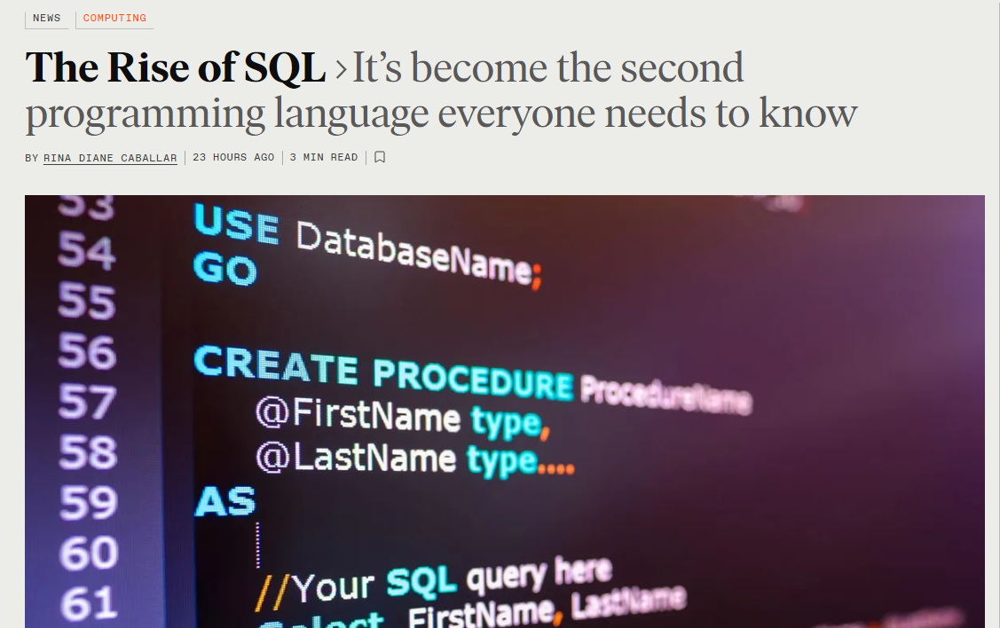 NEWS COMPUTING
The Rise of SQL › It’s become the second
programming language everyone needs to know
BY RINA DIANE CABALLAR | 23 HOURS AGO | 3 MIN READ
53 USE DatabaseName;
54 GO
55
56 CREATE PROCEDURE ProcedureName
57 @FirstName type,
58 @LastName type....
59 AS
60
61 //Your SQL query here
Select FirstName, LastName